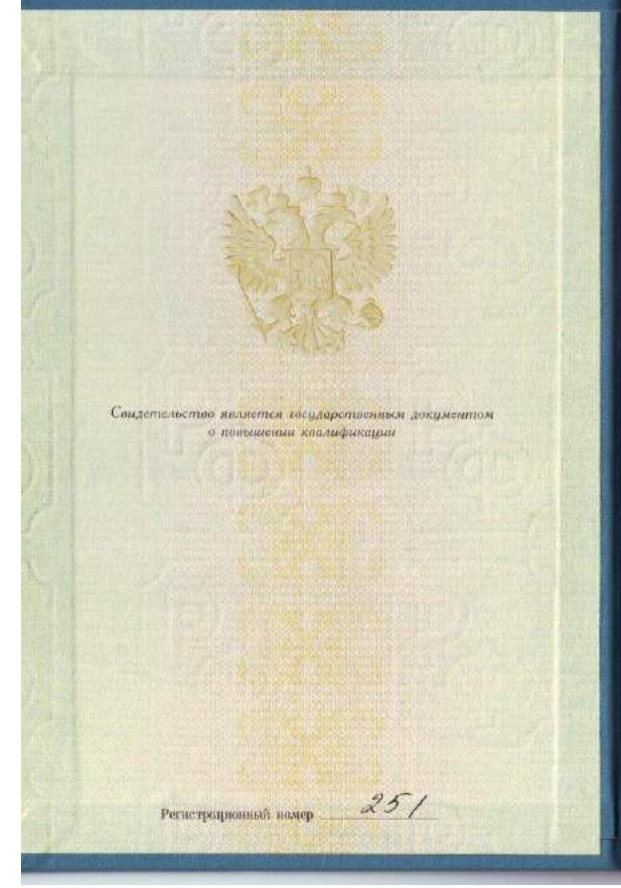 Свидетельство является государственным документом
о повышении квалификации
Регистрационный номер 251